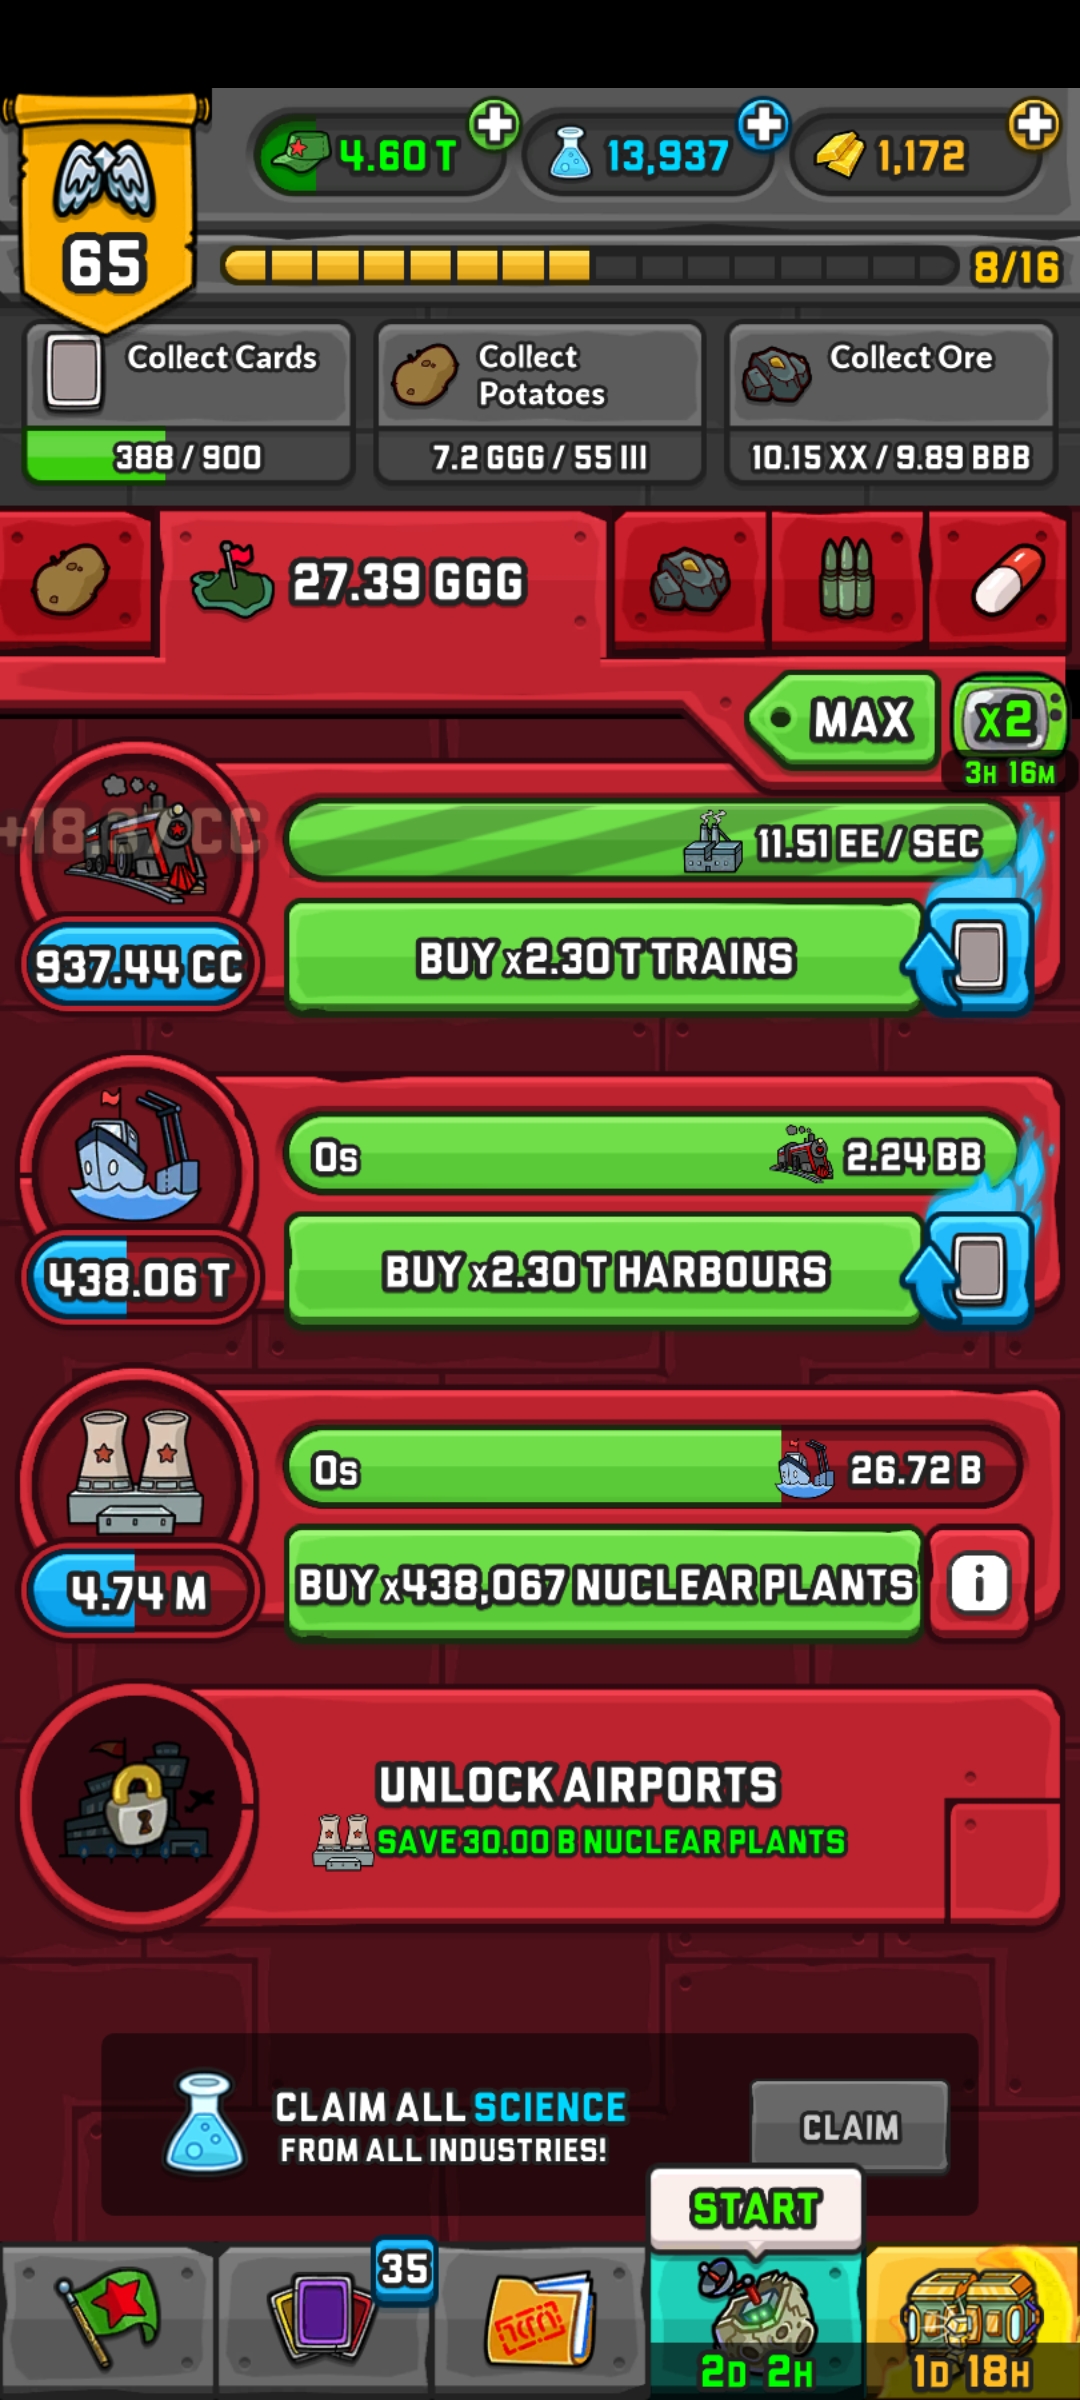 4.60 T
13,937
1,172
65
8/16
Collect Cards
388 / 900
Collect
Potatoes
7.2 GGG / 55 III
Collect Ore
10.15 XX / 9.89 BBB
27.39 GGG
MAX
x2
3H 16M
+18.37 CC
11.51 EE / SEC
937.44 CC
BUY x2.30 T TRAINS
0s
2.24 BB
438.06 T
BUY x2.30 T HARBOURS
0s
26.72 B
4.74 M
BUY x438,067 NUCLEAR PLANTS
i
UNLOCK AIRPORTS
SAVE 30.00 B NUCLEAR PLANTS
CLAIM ALL SCIENCE
FROM ALL INDUSTRIES!
CLAIM
START
35
2D 2H
1D 18H